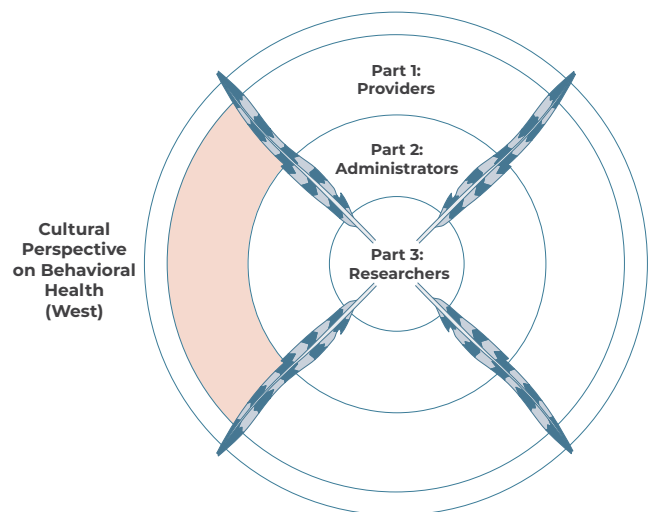 Part 1:
Providers
Part 2:
Administrators
Cultural
Perspective
on Behavioral
Health
(West)
Part 3:
Researchers